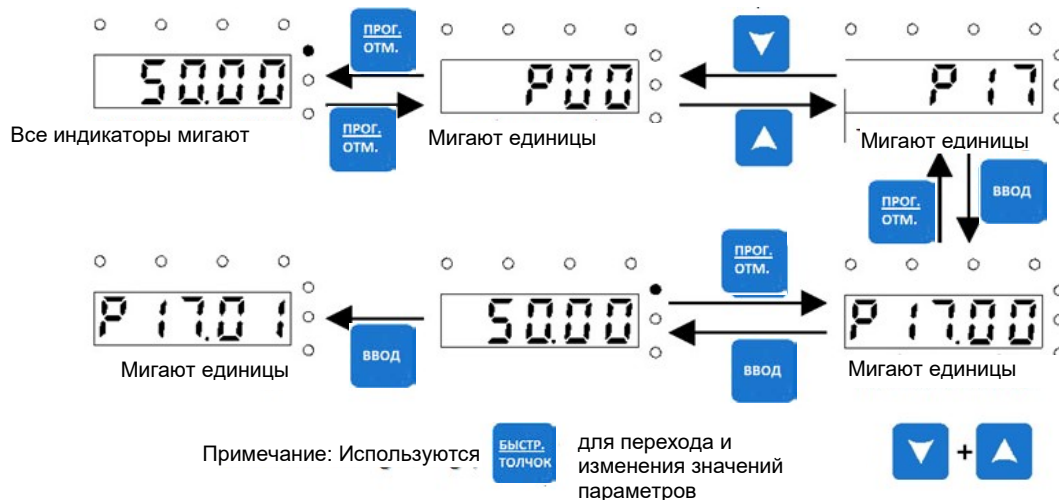 ПРОГ.
ОТМ.
50.00
P00
P17
ПРОГ.
ОТМ.
Все индикаторы мигают
Мигают единицы
Мигают единицы
ПРОГ.
ОТМ.
ВВОД
ПРОГ.
ОТМ.
P17.01
50.00
P17.00
ВВОД
ВВОД
Мигают единицы
Мигают единицы
Примечание: Используются
БЫСТР.
ТОЛЧОК
для перехода и
изменения значений
параметров
+